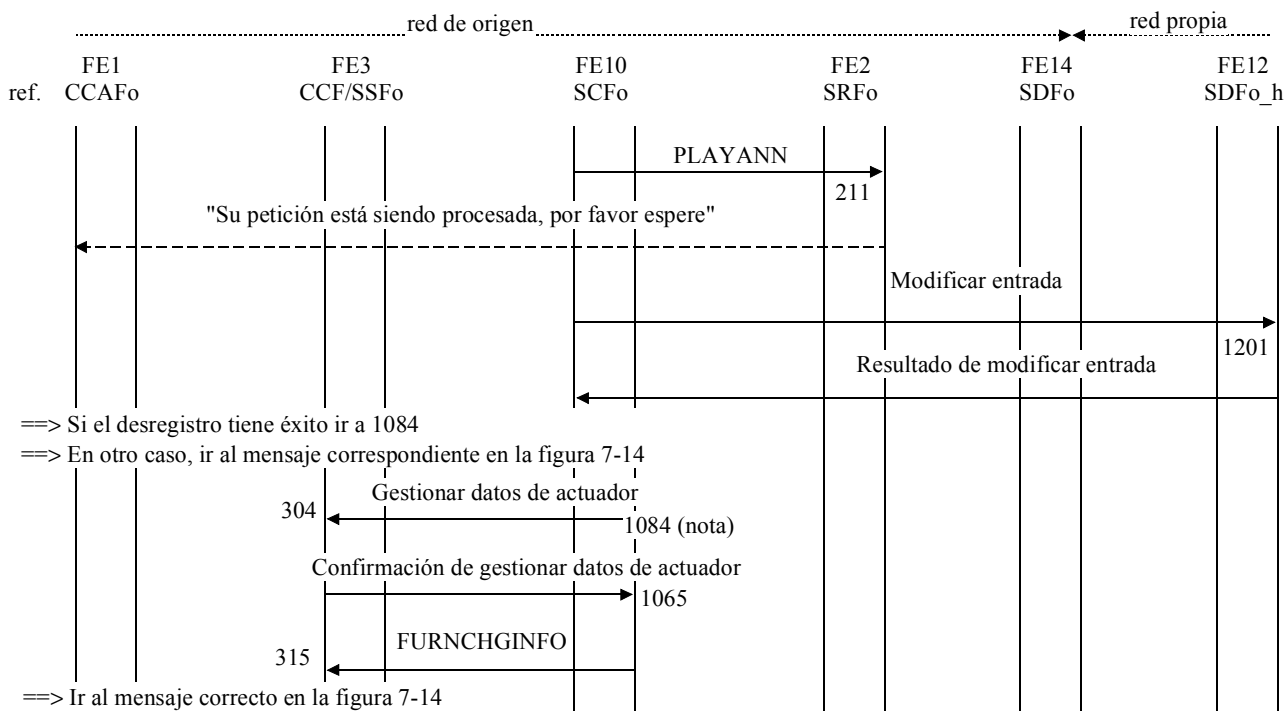 red de origen
red propia
FE1 FE3 FE10 FE2 FE14 FE12
ref. CCAFo CCF/SSFo SCFo SRFo SDFo SDFo_h
PLAYANN
211
"Su petición está siendo procesada, por favor espere"
Modificar entrada
1201
Resultado de modificar entrada
==> Si el desregistro tiene éxito ir a 1084
==> En otro caso, ir al mensaje correspondiente en la figura 7-14
Gestionar datos de actuador
304
1084 (nota)
Confirmación de gestionar datos de actuador
1065
FURNCHGINFO
315
==> Ir al mensaje correcto en la figura 7-14